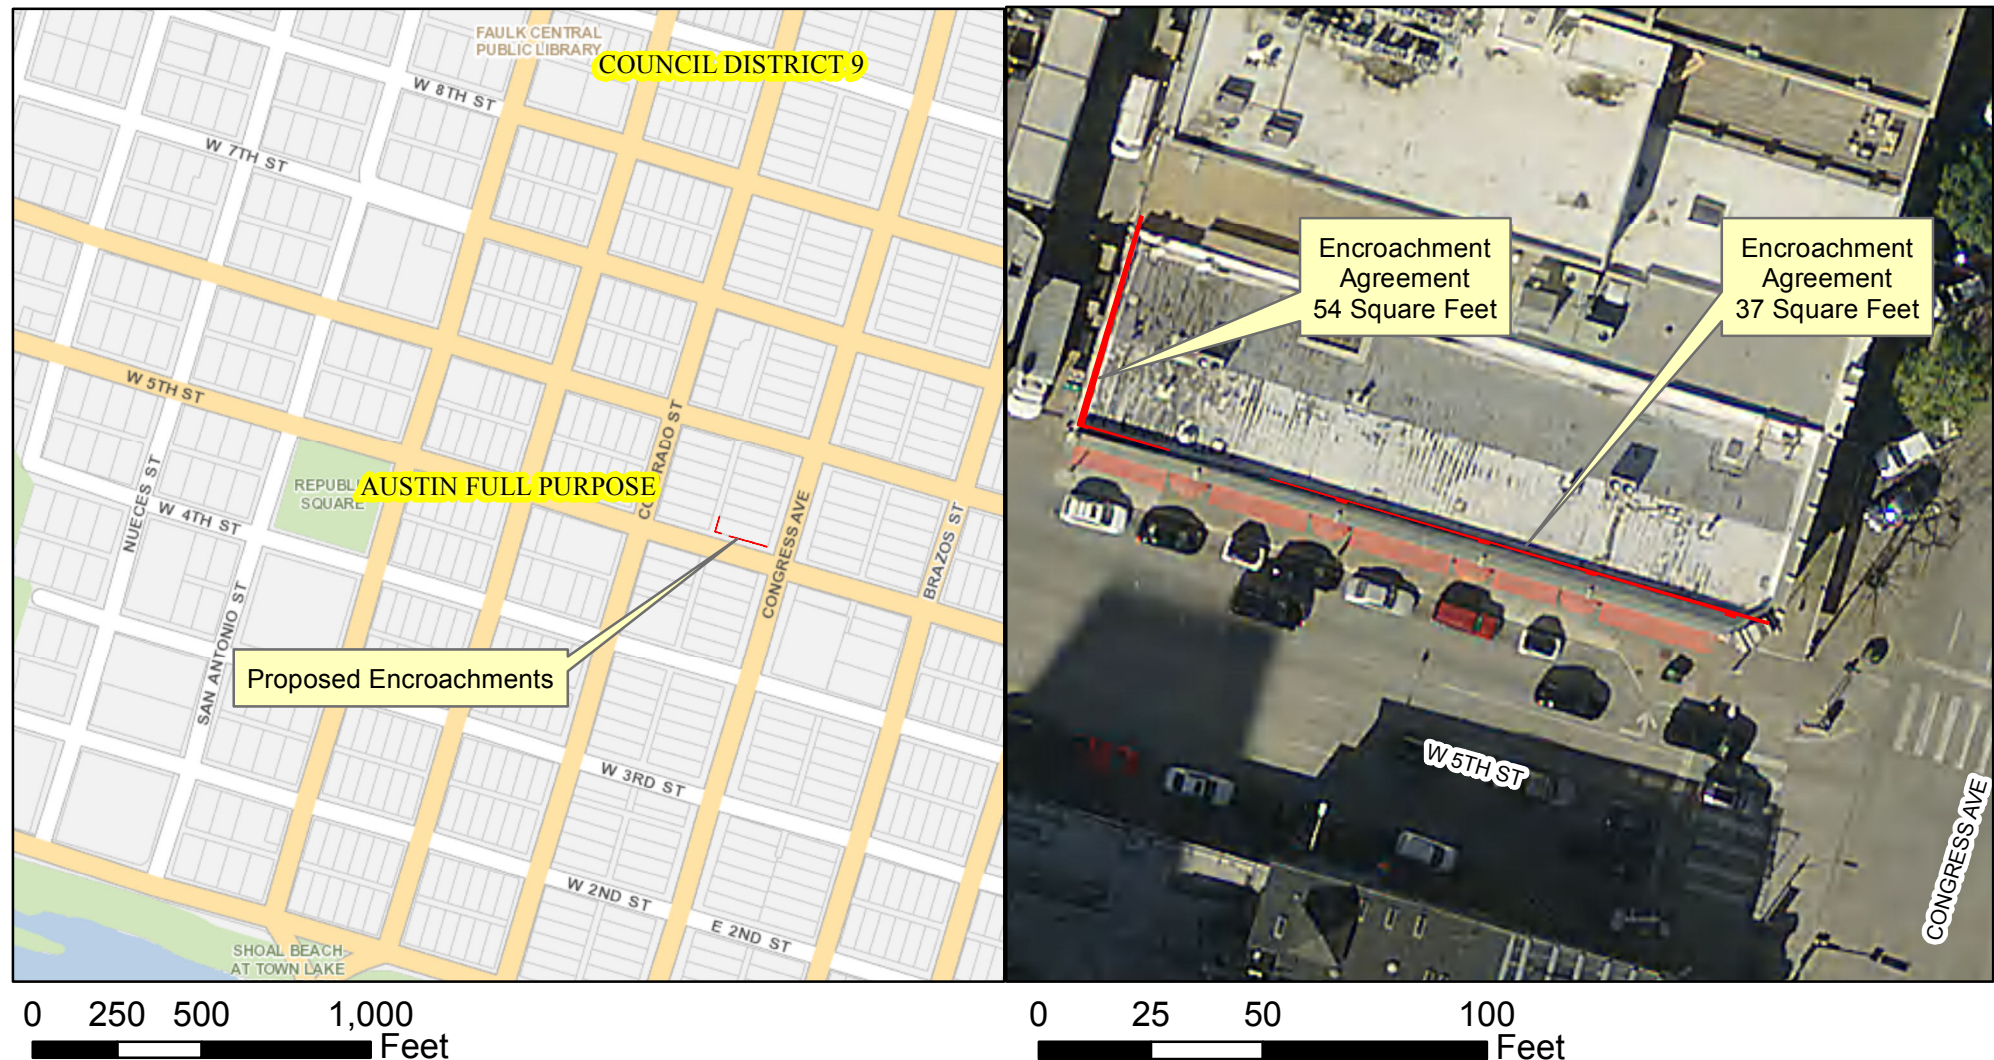 FAULK CENTRAL
PUBLIC LIBRARY
COUNCIL DISTRICT 9
W 8TH ST
W 7TH ST
W 5TH ST
COLORADO ST
REPUBLIC
SQUARE
AUSTIN FULL PURPOSE
NUECES ST
W 4TH ST
SAN ANTONIO ST
CONGRESS AVE
BRAZOS ST
Proposed Encroachments
W 3RD ST
W 2ND ST
E 2ND ST
SHOAL BEACH
AT TOWN LAKE
0 250 500 1,000
Feet
Encroachment
Agreement
54 Square Feet
Encroachment
Agreement
37 Square Feet
W 5TH ST
CONGRESS AVE
0 25 50 100
Feet